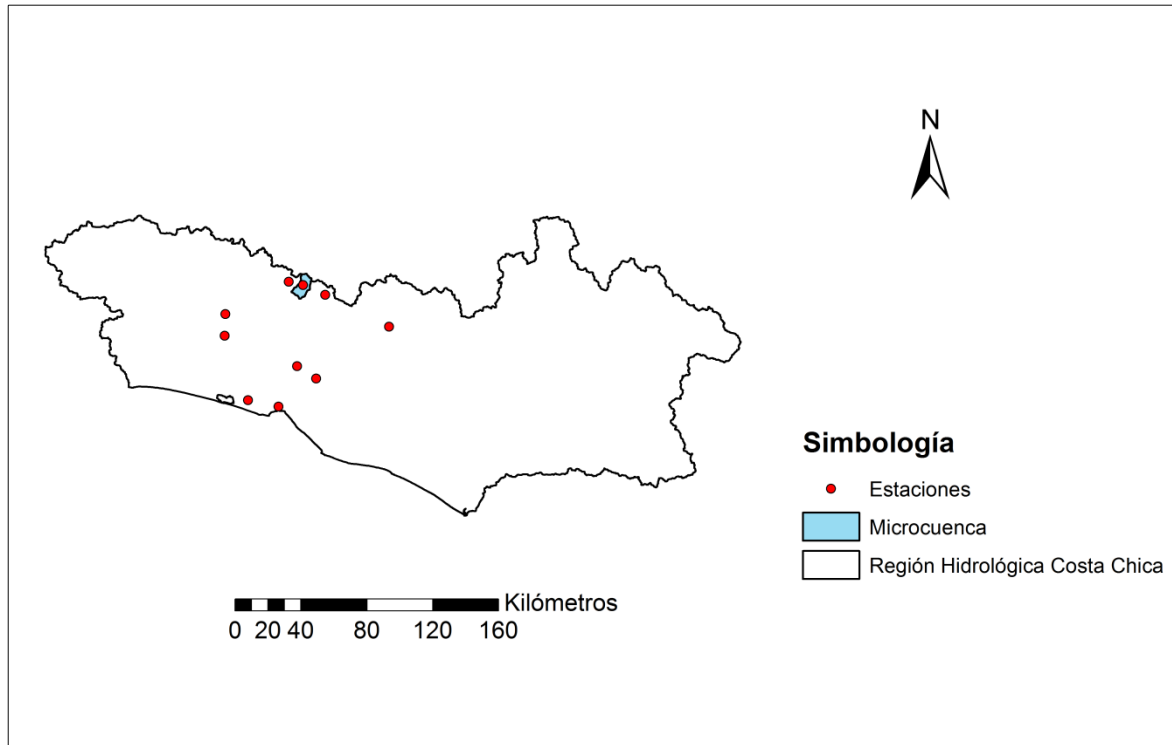 N
Simbología
Estaciones
Microcuenca
Región Hidrológica Costa Chica
Kilómetros
0 20 40 80 120 160